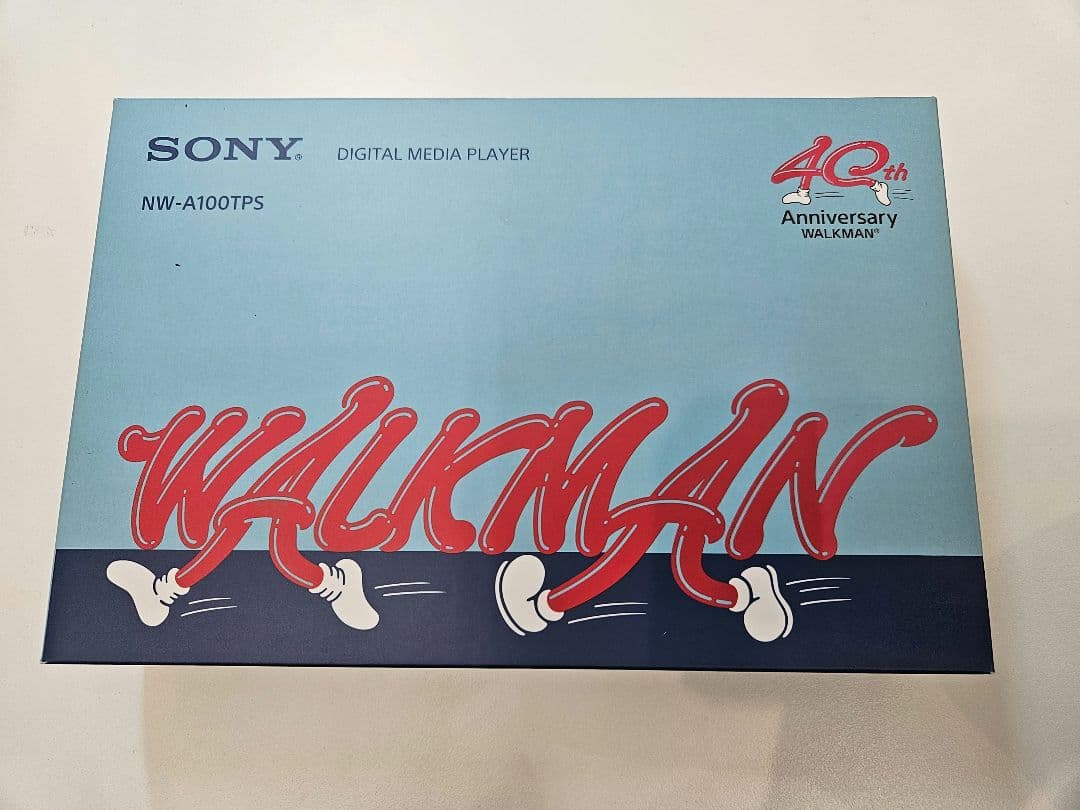 SONY® DIGITAL MEDIA PLAYER
NW-A100TPS
40th
Anniversary
WALKMAN®
WALKMAN